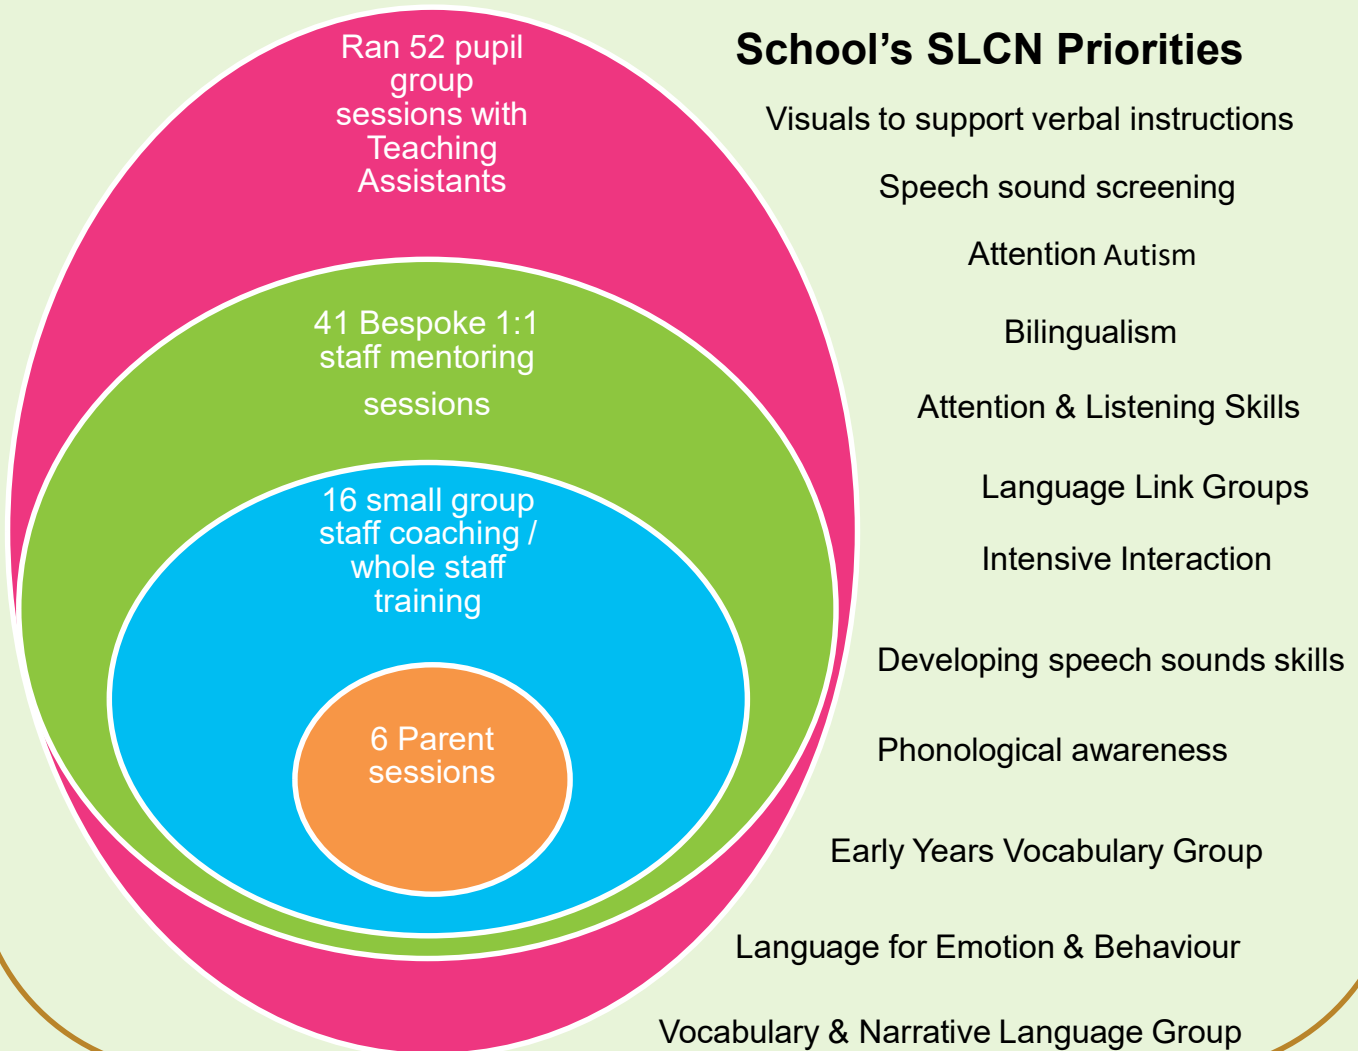 Ran 52 pupil
group
sessions with
Teaching
Assistants
41 Bespoke 1:1
staff mentoring
sessions
16 small group
staff coaching /
whole staff
training
6 Parent
sessions
School's SLCN Priorities
Visuals to support verbal instructions
Speech sound screening
Attention Autism
Bilingualism
Attention & Listening Skills
Language Link Groups
Intensive Interaction
Developing speech sounds skills
Phonological awareness
Early Years Vocabulary Group
Language for Emotion & Behaviour
Vocabulary & Narrative Language Group